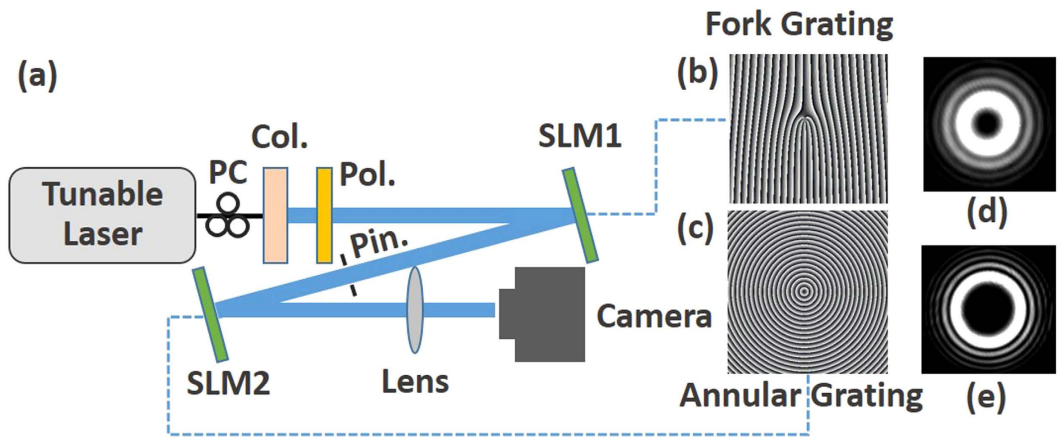 Fork Grating
(a)
(b)
Col.
SLM1
PC
Pol.
Tunable
Laser
(d)
(c)
Pin.
Camera
SLM2
Lens
Annular Grating
(e)